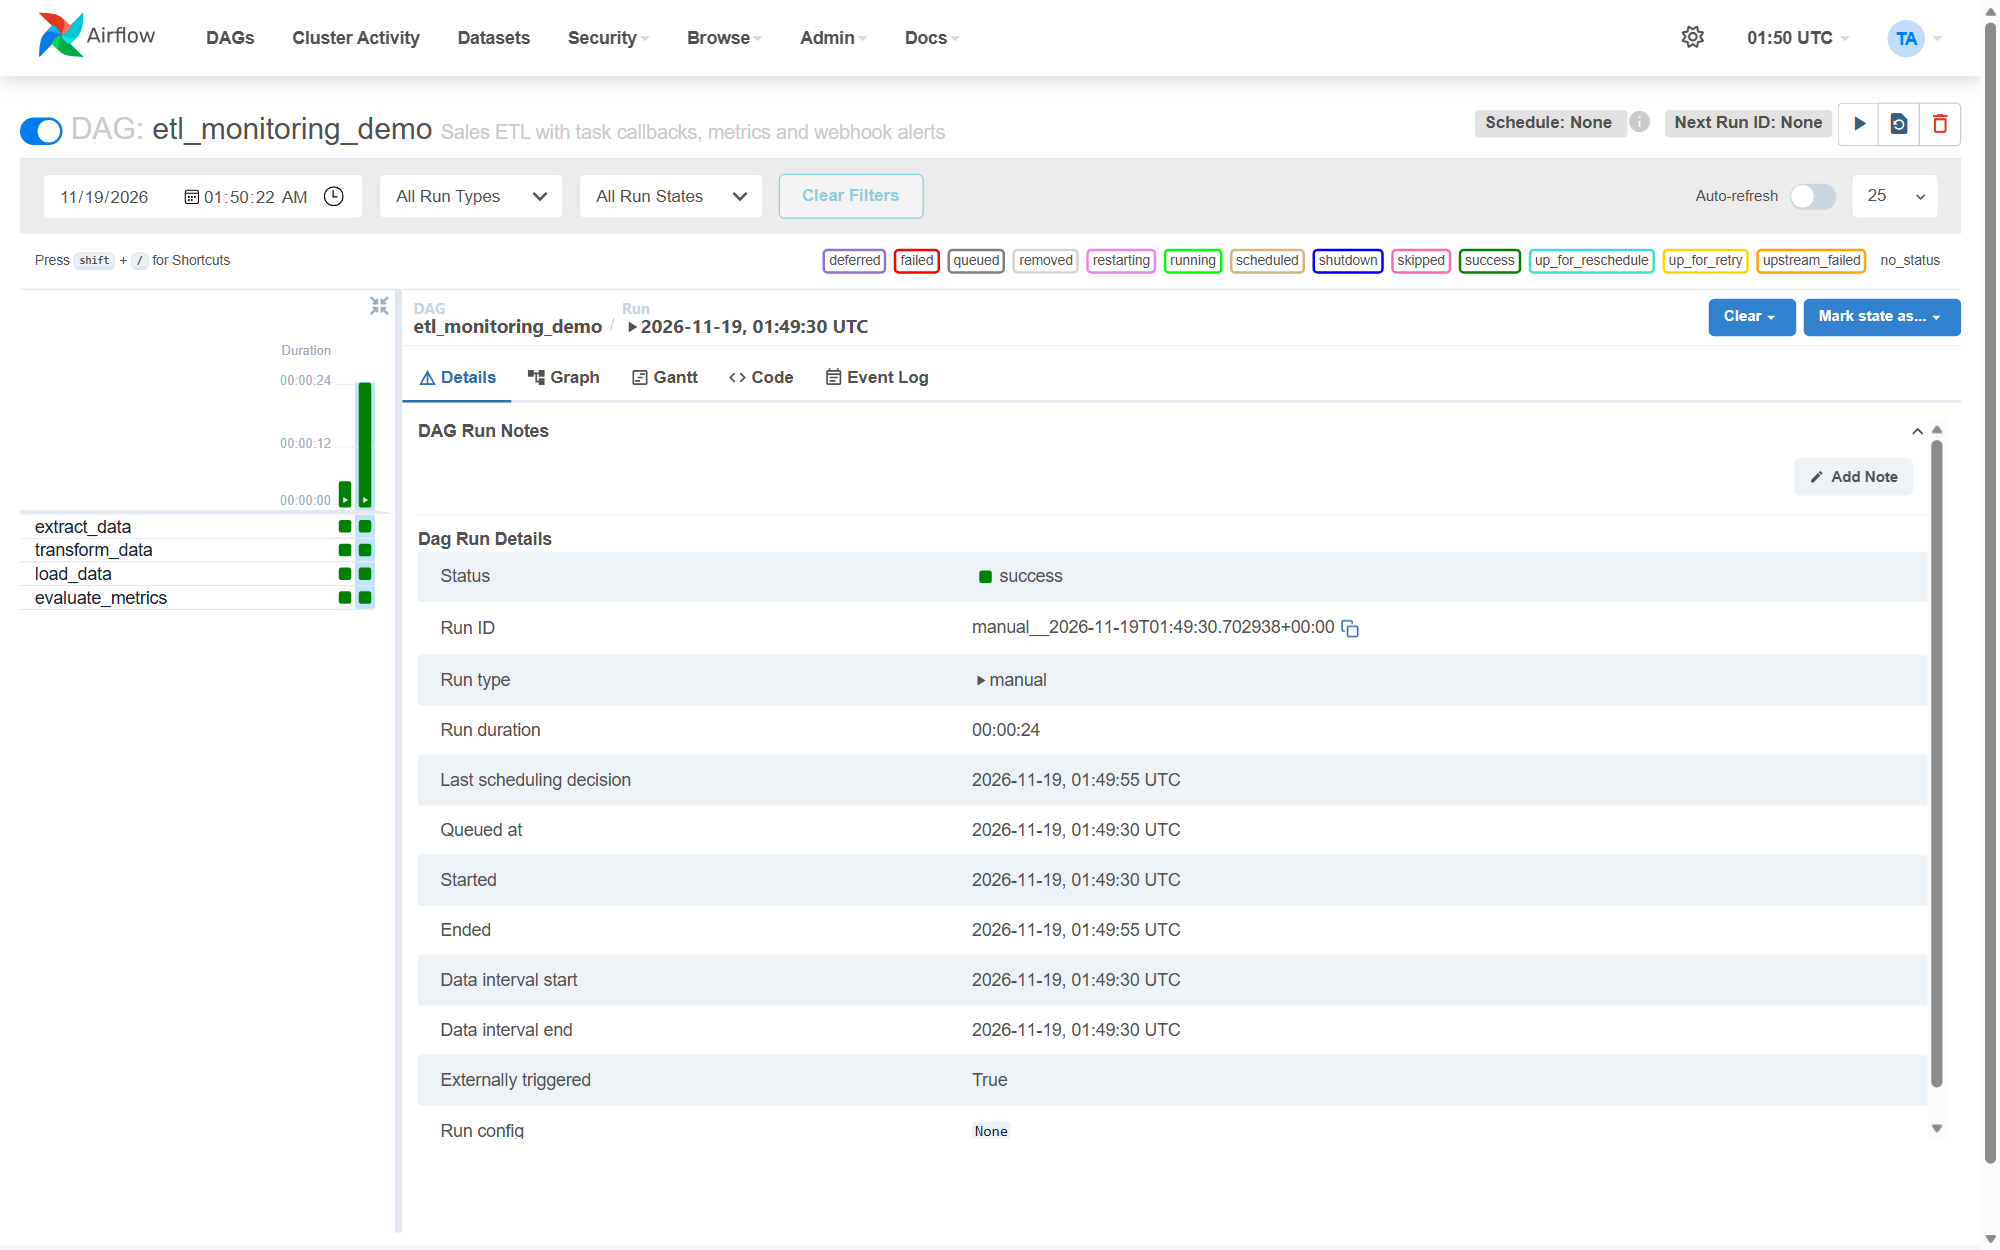 Airflow DAGs Cluster Activity Datasets Security Browse Admin Docs 01:50 UTC TA
DAG: etl_monitoring_demo Sales ETL with task callbacks, metrics and webhook alerts Schedule: None i Next Run ID: None
11/19/2026 01:50:22 AM All Run Types All Run States Clear Filters Auto-refresh 25
Press shift + / for Shortcuts deferred failed queued removed restarting running scheduled shutdown skipped success up_for_reschedule up_for_retry upstream_failed no_status
DAG Run
etl_monitoring_demo / 2026-11-19, 01:49:30 UTC Clear Mark state as...
Duration
00:00:24
00:00:12
00:00:00
extract_data
transform_data
load_data
evaluate_metrics
Details Graph Gantt Code Event Log
DAG Run Notes
Add Note
Dag Run Details
Status success
Run ID manual__2026-11-19T01:49:30.702938+00:00
Run type manual
Run duration 00:00:24
Last scheduling decision 2026-11-19, 01:49:55 UTC
Queued at 2026-11-19, 01:49:30 UTC
Started 2026-11-19, 01:49:30 UTC
Ended 2026-11-19, 01:49:55 UTC
Data interval start 2026-11-19, 01:49:30 UTC
Data interval end 2026-11-19, 01:49:30 UTC
Externally triggered True
Run config None